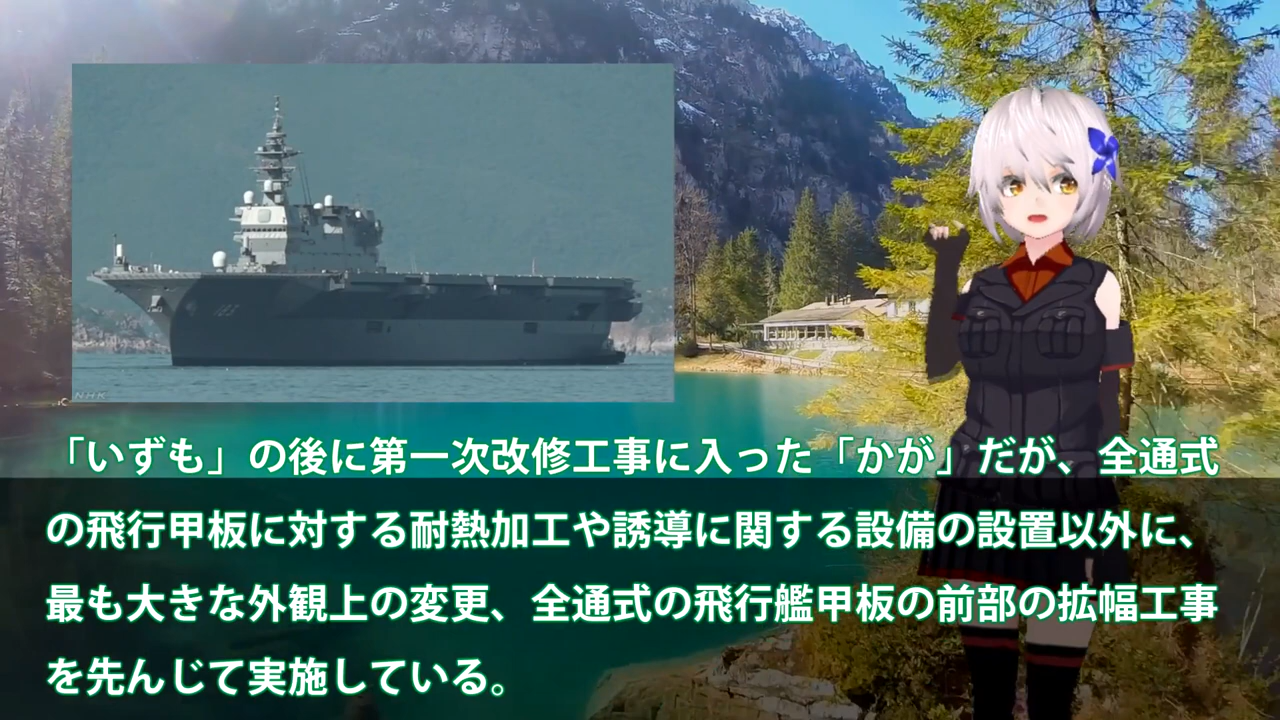 183
NHK
「いずも」の後に第一次改修工事に入った「かが」だが、全通式
の飛行甲板に対する耐熱加工や誘導に関する設備の設置以外に、
最も大きな外観上の変更、全通式の飛行艦甲板の前部の拡幅工事
を先んじて実施している。